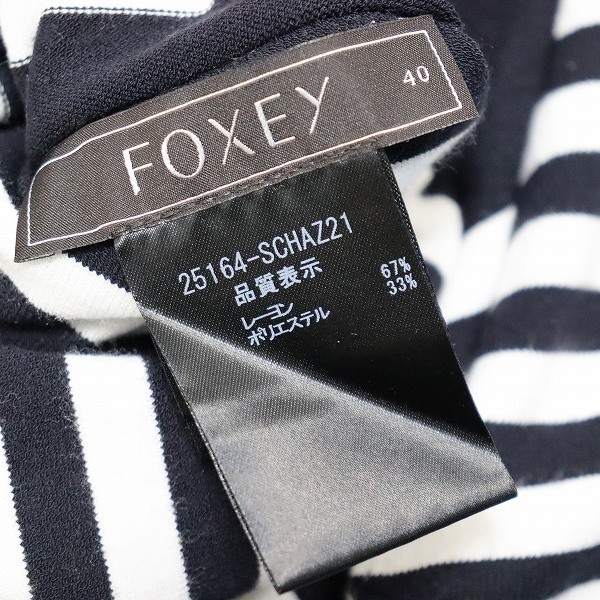 FOXEY 40
25164-SCHAZ21
品質表示
レーヨン 67%
ポリエステル 33%